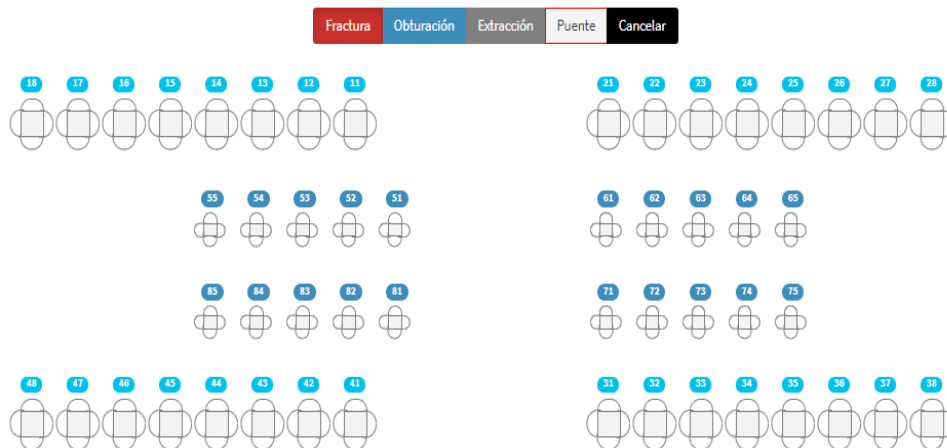 Fractura Obturación Extracción Puente Cancelar
18 17 16 15 14 13 12 11 21 22 23 24 25 26 27 28
55 54 53 52 51 61 62 63 64 65
85 84 83 82 81 71 72 73 74 75
48 47 46 45 44 43 42 41 31 32 33 34 35 36 37 38